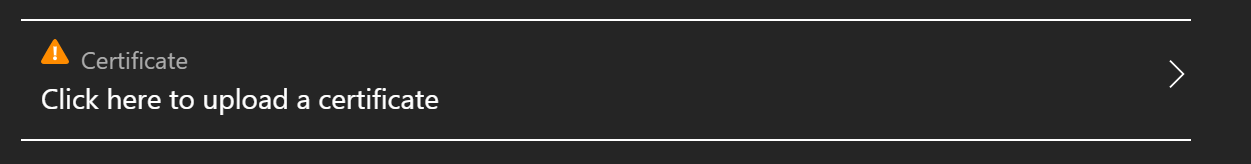 Certificate
Click here to upload a certificate